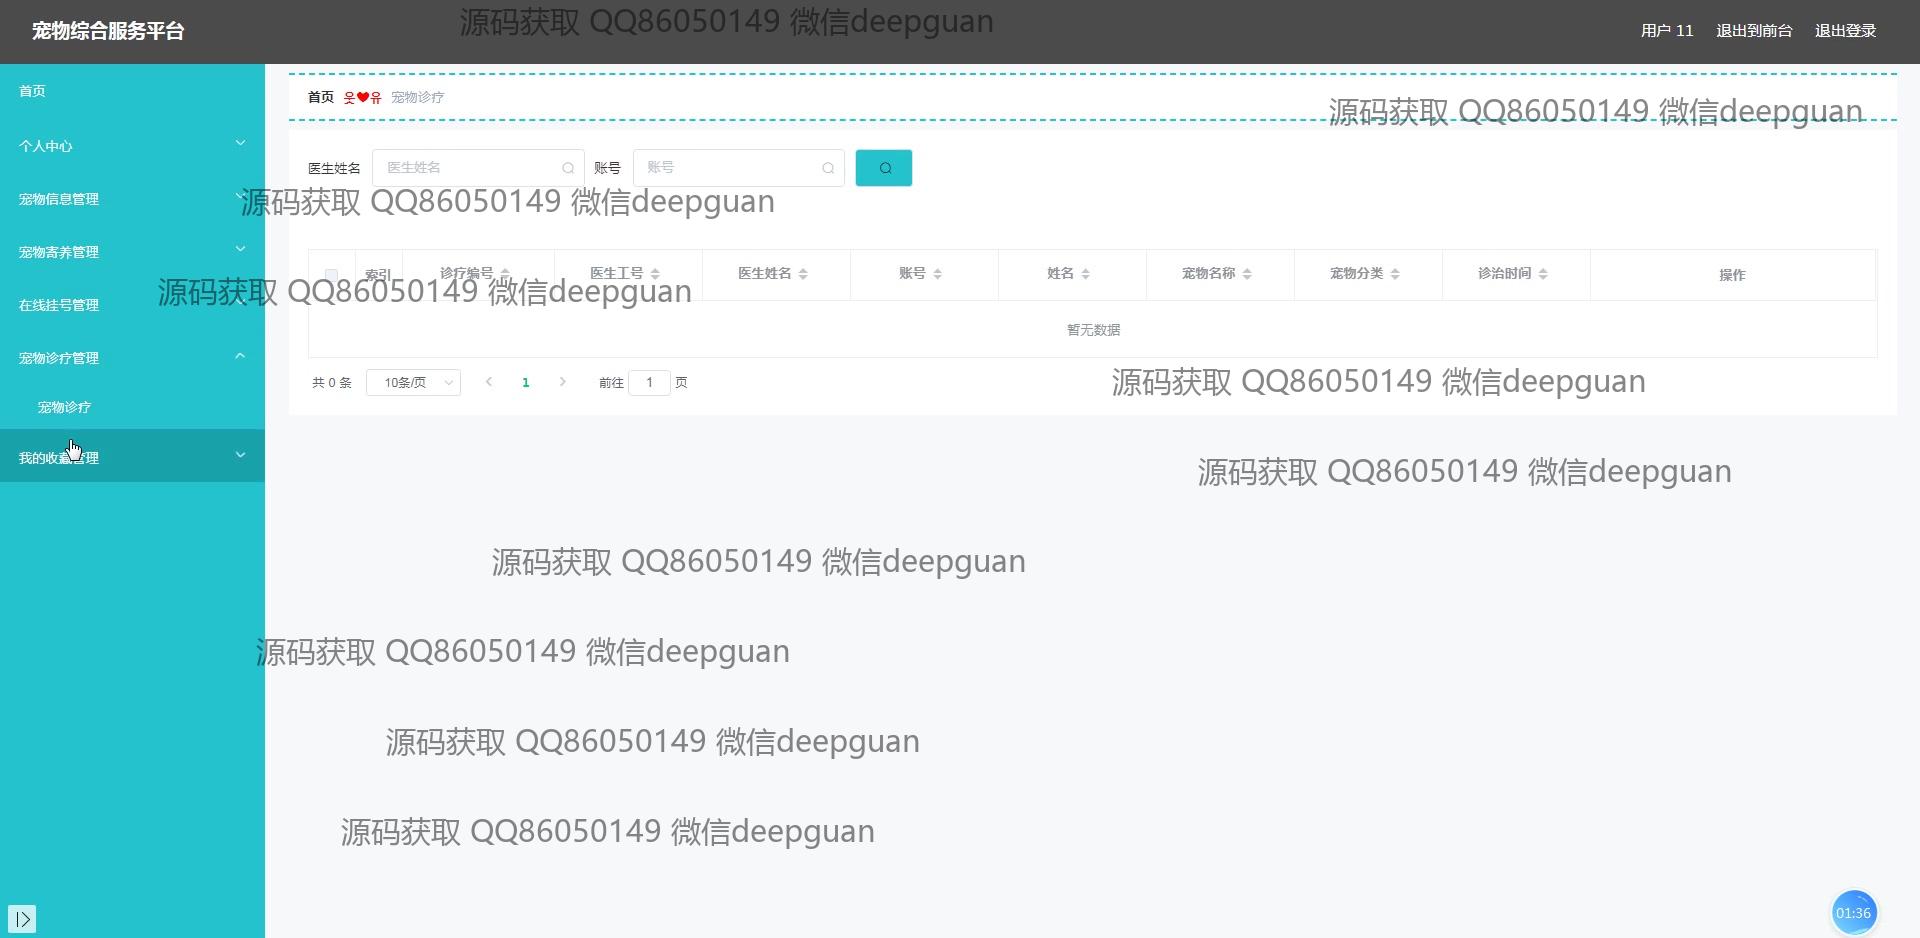 宠物综合服务平台
源码获取 QQ86050149 微信deepguan
用户 11 退出到前台 退出登录
首页
个人中心
宠物信息管理
宠物寄养管理
在线挂号管理
宠物诊疗管理
宠物诊疗
我的收藏管理
首页 웃❤유 宠物诊疗
源码获取 QQ86050149 微信deepguan
医生姓名 医生姓名 账号 账号
源码获取 QQ86050149 微信deepguan
索引 诊疗编号 医生工号 医生姓名 账号 姓名 宠物名称 宠物分类 诊治时间 操作
源码获取 QQ86050149 微信deepguan
暂无数据
共 0 条 10条/页 1 前往 1 页
源码获取 QQ86050149 微信deepguan
源码获取 QQ86050149 微信deepguan
源码获取 QQ86050149 微信deepguan
源码获取 QQ86050149 微信deepguan
源码获取 QQ86050149 微信deepguan
源码获取 QQ86050149 微信deepguan
01:36